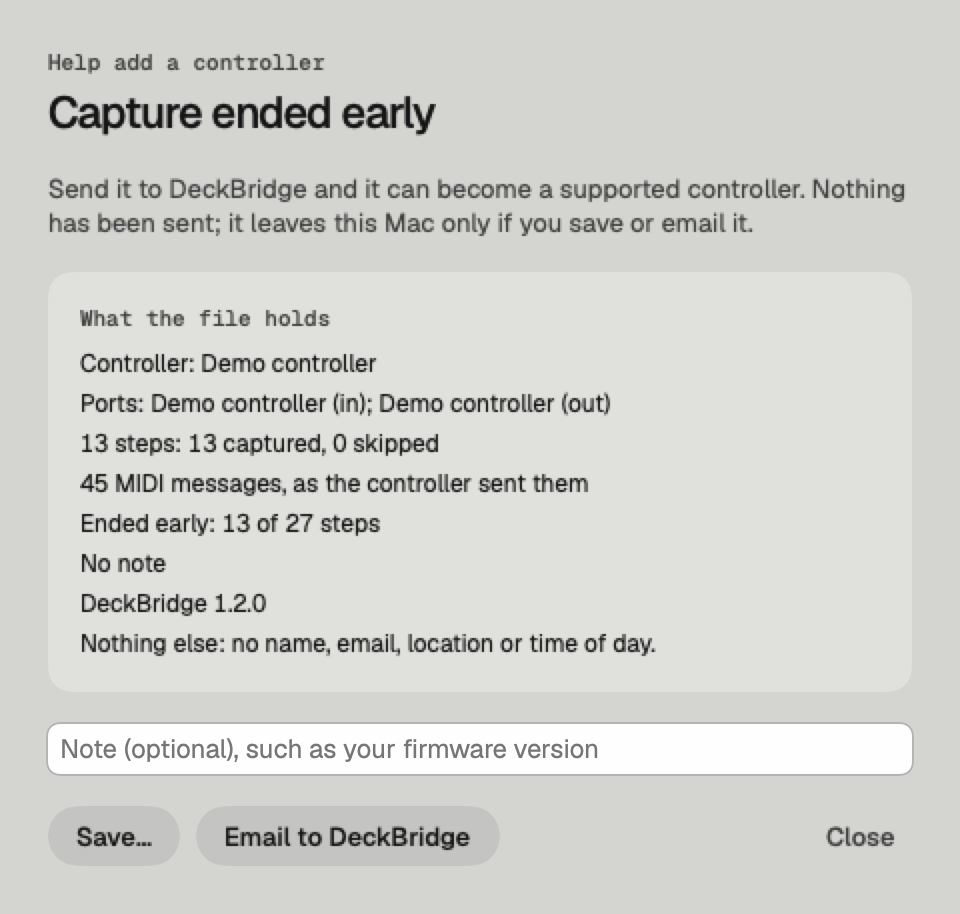 Help add a controller
Capture ended early
Send it to DeckBridge and it can become a supported controller. Nothing
has been sent; it leaves this Mac only if you save or email it.
What the file holds
Controller: Demo controller
Ports: Demo controller (in); Demo controller (out)
13 steps: 13 captured, 0 skipped
45 MIDI messages, as the controller sent them
Ended early: 13 of 27 steps
No note
DeckBridge 1.2.0
Nothing else: no name, email, location or time of day.
Note (optional), such as your firmware version
Save...
Email to DeckBridge
Close